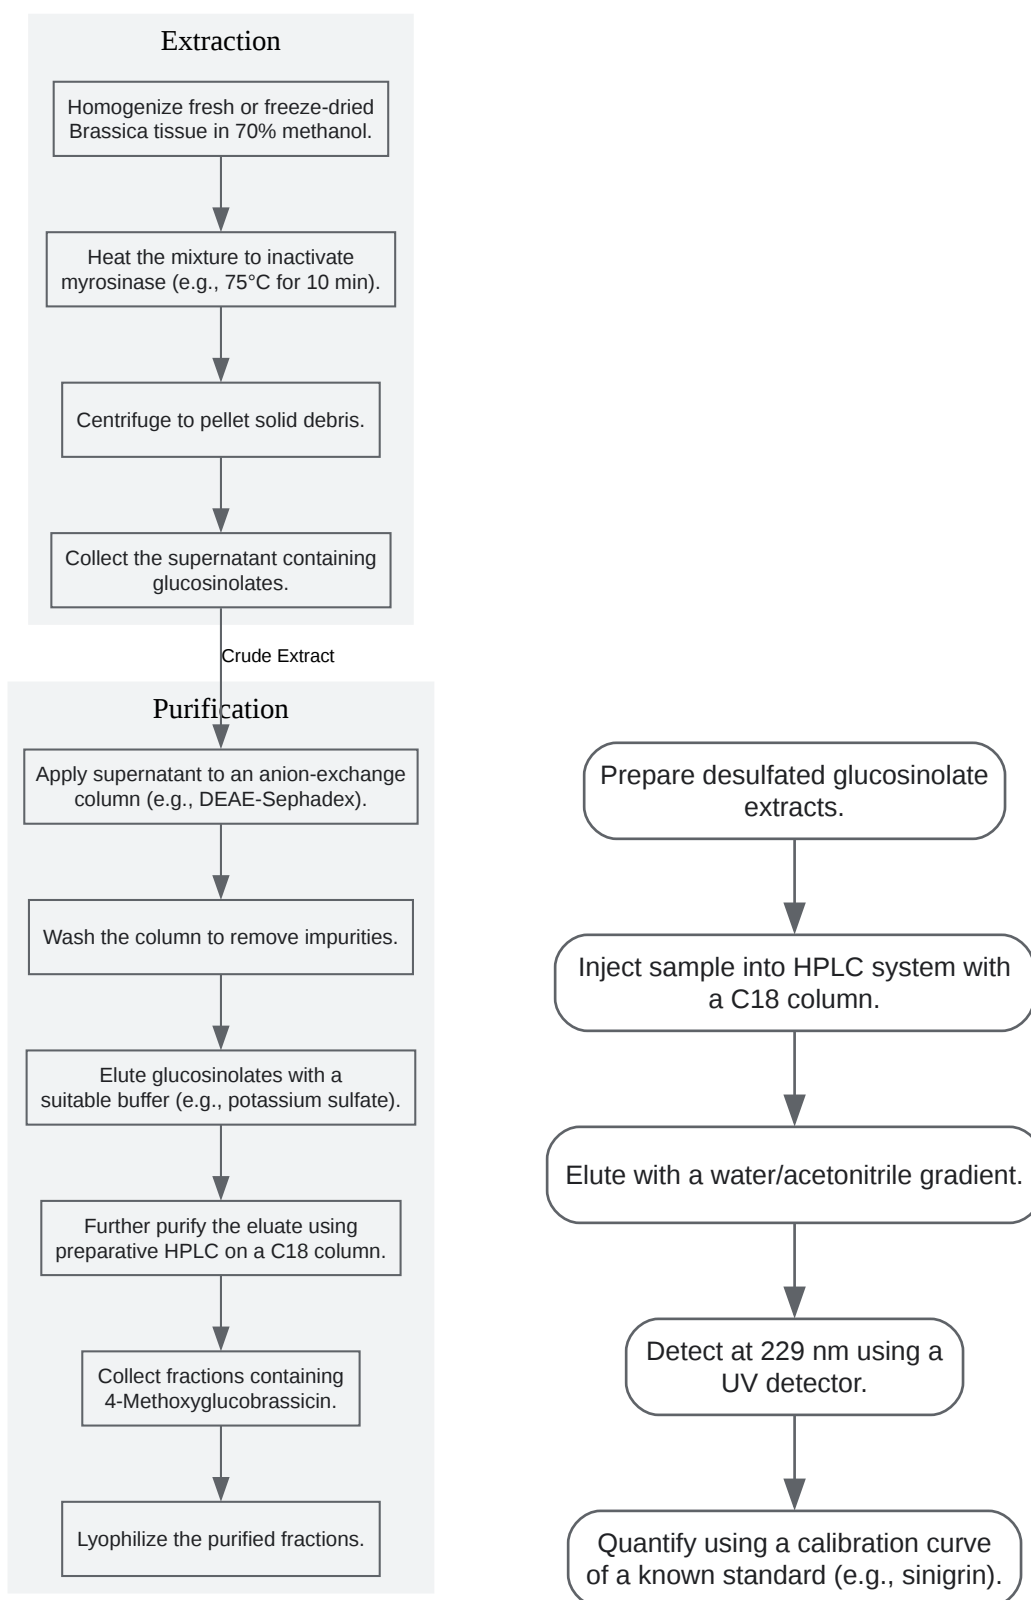 Extraction
Homogenize fresh or freeze-dried
Brassica tissue in 70% methanol.
Heat the mixture to inactivate
myrosinase (e.g., 75°C for 10 min).
Centrifuge to pellet solid debris.
Collect the supernatant containing
glucosinolates.
Crude Extract
Purification
Apply supernatant to an anion-exchange
column (e.g., DEAE-Sephadex).
Wash the column to remove impurities.
Elute glucosinolates with a
suitable buffer (e.g., potassium sulfate).
Further purify the eluate using
preparative HPLC on a C18 column.
Collect fractions containing
4-Methoxyglucobrassicin.
Lyophilize the purified fractions.
Prepare desulfated glucosinolate
extracts.
Inject sample into HPLC system with
a C18 column.
Elute with a water/acetonitrile gradient.
Detect at 229 nm using a
UV detector.
Quantify using a calibration curve
of a known standard (e.g., sinigrin).